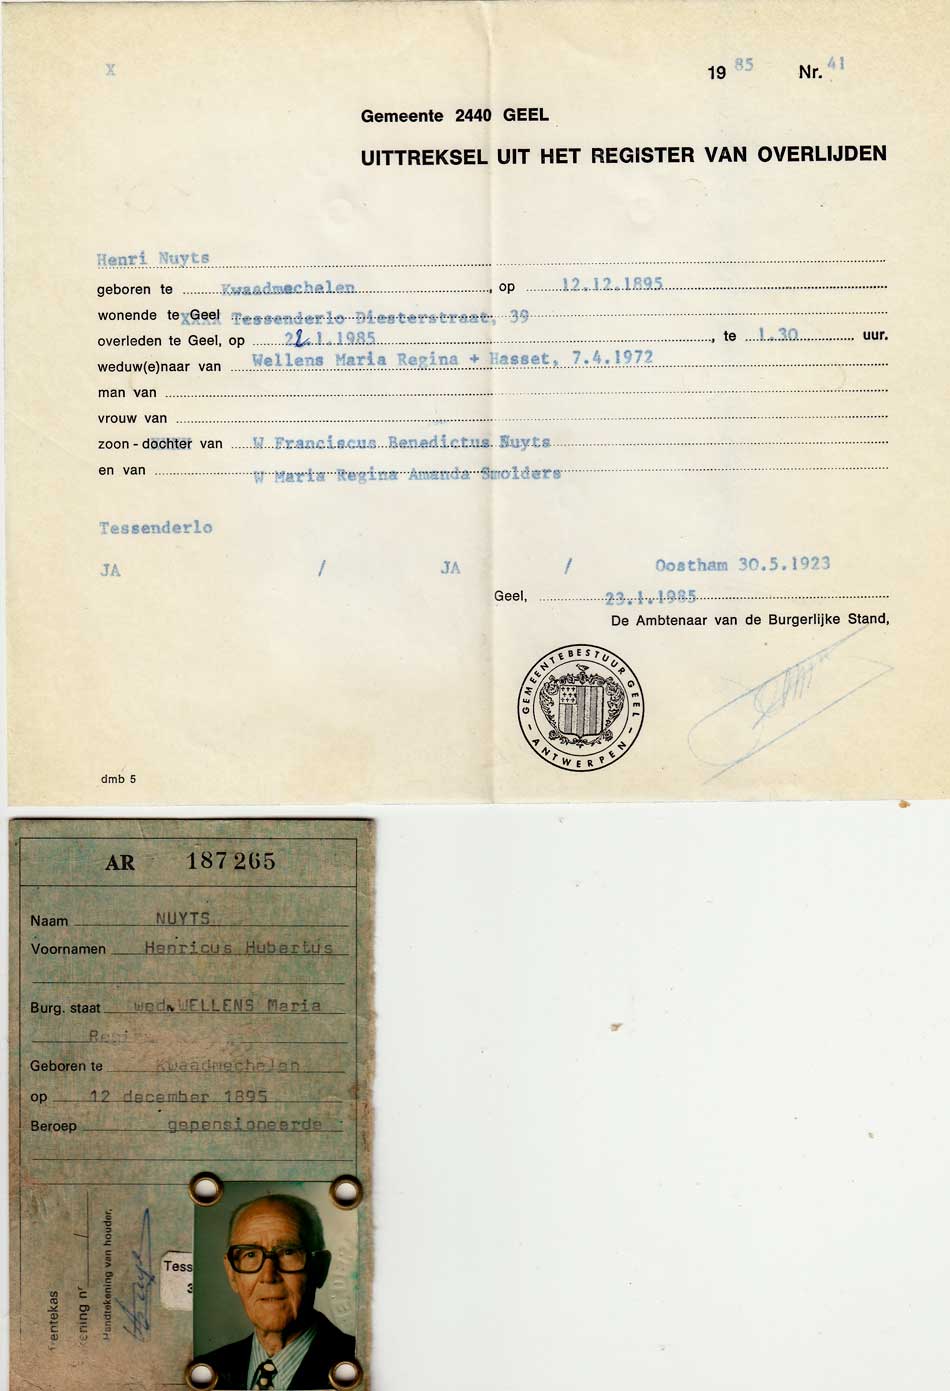 X
19 85 Nr. 41
Gemeente 2440 GEEL
UITTREKSEL UIT HET REGISTER VAN OVERLIJDEN
Henri Nuyts
geboren te Kwaadmechelen, op 12.12.1895
wonende te Geel XXXX Tessenderlo Diesterstraat, 39
overleden te Geel, op 22.1.1985, te 1.30 uur.
weduw(e)naar van Wellens Maria Regina + Hasset, 7.4.1972
man van
vrouw van
zoon - dochter van W Franciscus Benedictus Nuyts
en van W Maria Regina Amanda Smolders
Tessenderlo
JA / JA / Oostham 30.5.1923
Geel, 23.1.1985
De Ambtenaar van de Burgerlijke Stand,
GEMEENTEBESTUUR GEEL
- ANTWERPEN -
dmb 5
AR 187265
Naam NUYTS
Voornamen Henricus Hubertus
Burg. staat wed. WELLENS Maria
Geboren te Kwaadmechelen
op 12 december 1895
Beroep gepensioneerde
Handtekening van houder,
Tess
3